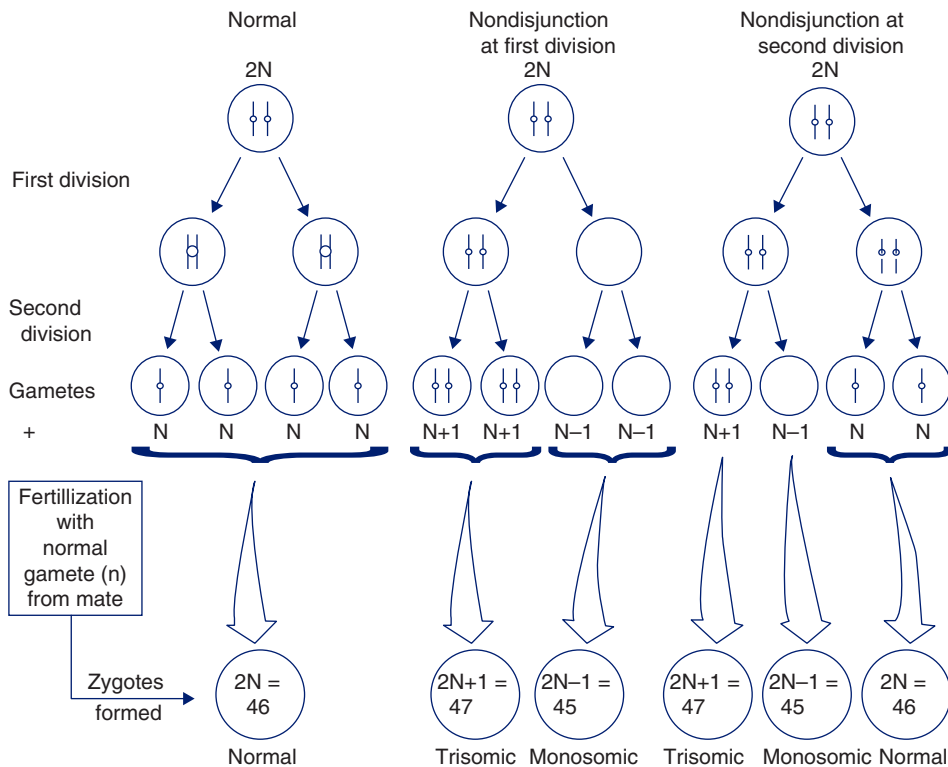 Normal
Nondisjunction
at first division
Nondisjunction at
second division
2N
2N
2N
First division
Second
division
Gametes
+
N
N
N
N
N+1
N+1
N–1
N–1
N+1
N–1
N
N
Fertillization
with
normal
gamete (n)
from mate
Zygotes
formed
2N =
46
2N+1 =
47
2N–1 =
45
2N+1 =
47
2N–1 =
45
2N =
46
Normal
Trisomic
Monosomic
Trisomic
Monosomic
Normal